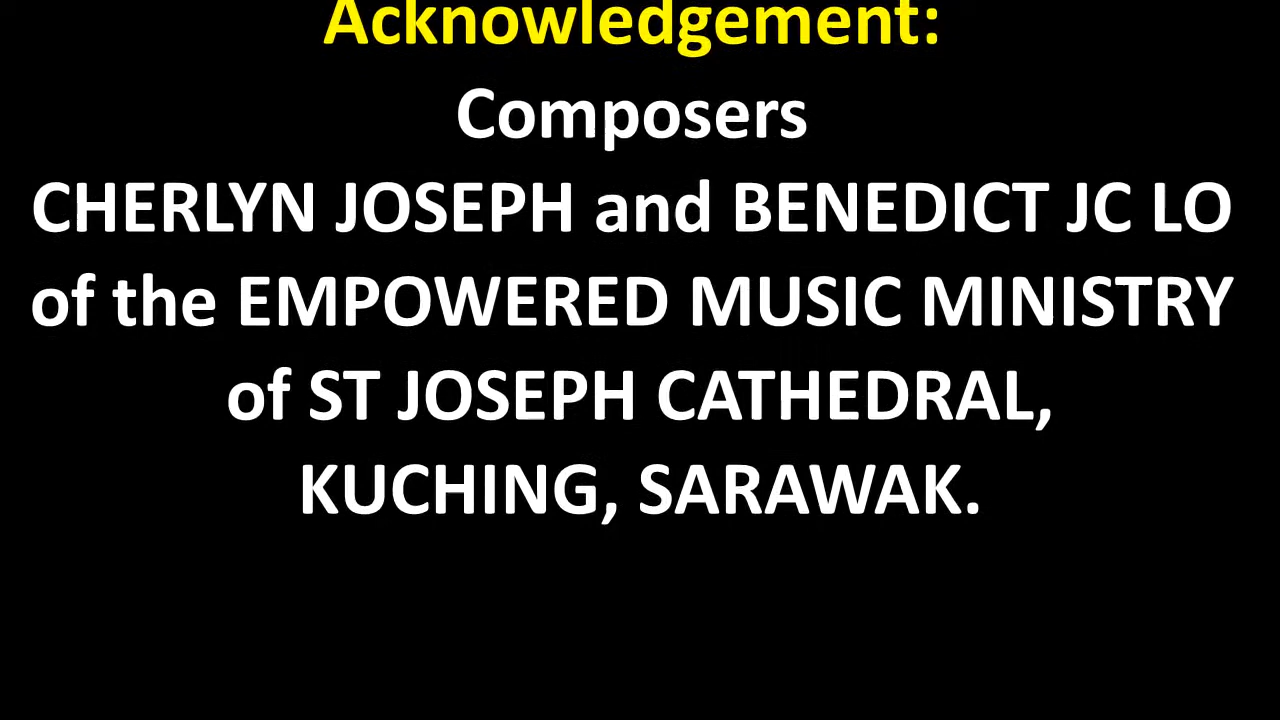 Acknowledgement:
Composers
CHERLYN JOSEPH and BENEDICT JC LO
of the EMPOWERED MUSIC MINISTRY
of ST JOSEPH CATHEDRAL,
KUCHING, SARAWAK.